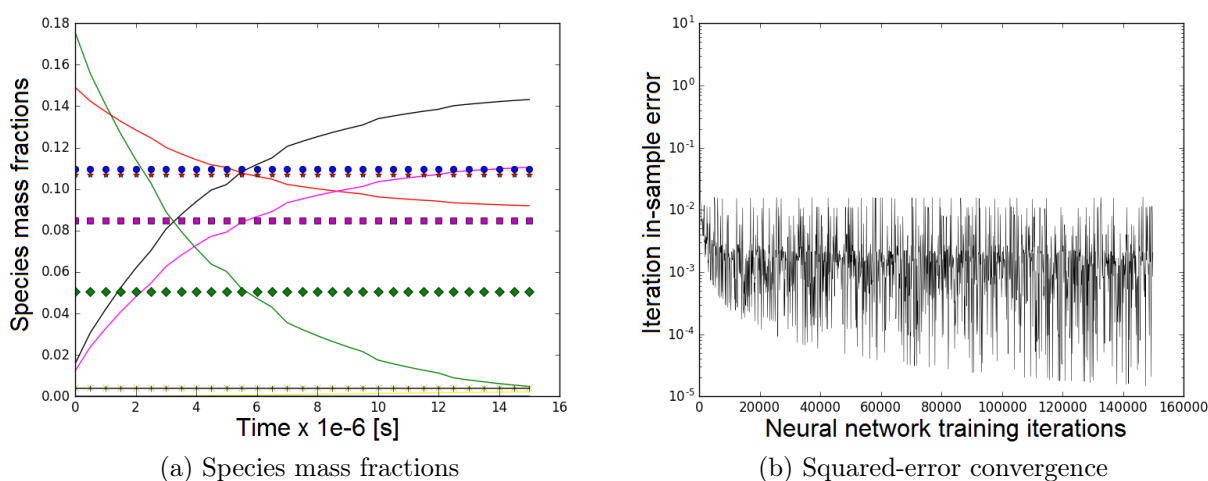 0.18
0.16
0.14
0.12
0.10
0.08
0.06
0.04
0.02
0.00
Species mass fractions
0 2 4 6 8 10 12 14 16
Time x 1e-6 [s]
(a) Species mass fractions
10^1
10^0
10^-1
10^-2
10^-3
10^-4
10^-5
Iteration in-sample error
0 20000 40000 60000 80000 100000 120000 140000 160000
Neural network training iterations
(b) Squared-error convergence